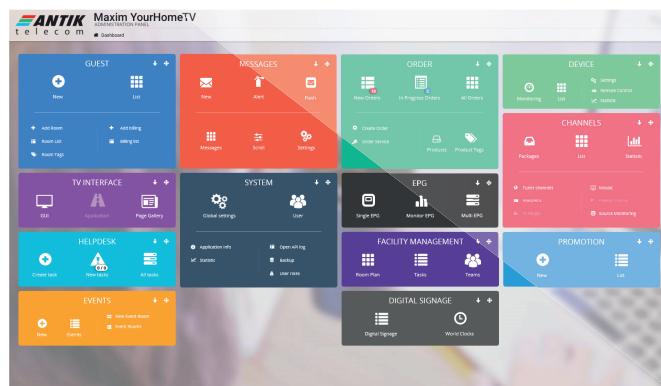 ANTIK
telecom
Maxim YourHomeTV
ADMINISTRATION PANEL
Dashboard
GUEST
New
List
Add Room
Add billing
Room List
Billing list
Room Tags
MESSAGES
New
Alert
Push
Messages
Scroll
Settings
ORDER
New Orders
In Progress Orders
All Orders
Create Order
Order Service
Products
Product Tags
DEVICE
Monitoring
List
Settings
Remote Control
Statistic
CHANNELS
Packages
List
Statistic
Tuner channels
Source Monitoring
TV INTERFACE
GUI
Application
Page Gallery
SYSTEM
Global settings
User
Application info
Open API log
Statistic
Backup
User roles
EPG
Single EPG
Monitor EPG
Multi EPG
HELPDESK
Create task
New tasks
All tasks
FACILITY MANAGEMENT
Room Plan
Tasks
Teams
PROMOTION
New
List
EVENTS
New
Events
New Event Room
Event Rooms
DIGITAL SIGNAGE
Digital Signage
World Clocks